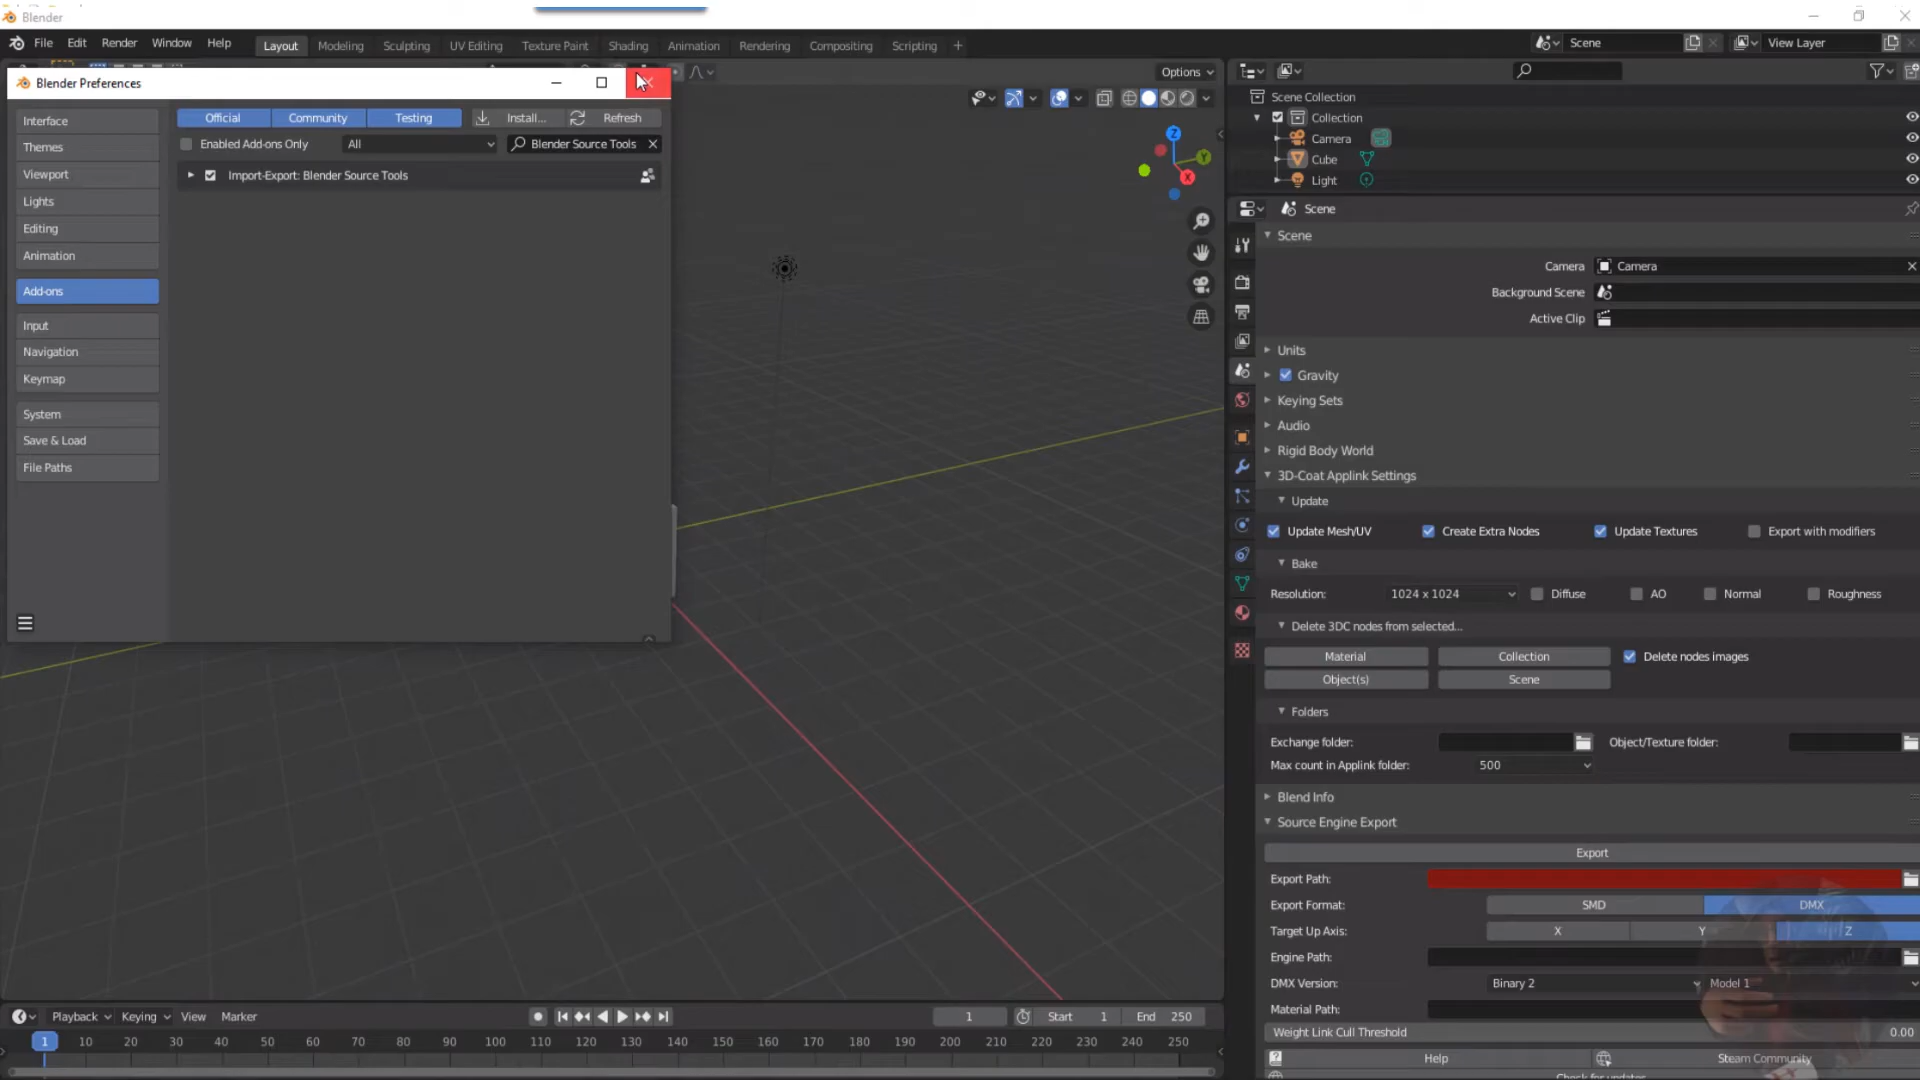 Blender
File Edit Render Window Help Layout Modeling Sculpting UV Editing Texture Paint Shading Animation Rendering Compositing Scripting + Scene View Layer
Blender Preferences
Options
Interface
Themes
Viewport
Lights
Editing
Animation
Add-ons
Input
Navigation
Keymap
System
Save & Load
File Paths
Official Community Testing Install... Refresh
Enabled Add-ons Only All Blender Source Tools
Import-Export: Blender Source Tools
Z
Y
X
Scene Collection
Collection
Camera
Cube
Light
Scene
Scene
Camera Camera
Background Scene
Active Clip
Units
Gravity
Keying Sets
Audio
Rigid Body World
3D-Coat Applink Settings
Update
Update Mesh/UV Create Extra Nodes Update Textures Export with modifiers
Bake
Resolution: 1024 x 1024 Diffuse AO Normal Roughness
Delete 3DC nodes from selected...
Material Collection Delete nodes images
Object(s) Scene
Folders
Exchange folder: Object/Texture folder:
Max count in Applink folder: 500
Blend Info
Source Engine Export
Export
Export Path:
Export Format: SMD DMX
Target Up Axis: X Y Z
Engine Path:
DMX Version: Binary 2 Model 1
Material Path:
Weight Link Cull Threshold 0.00
Help Steam Community
Check for updates
Playback Keying View Marker 1 Start 1 End 250
1 10 20 30 40 50 60 70 80 90 100 110 120 130 140 150 160 170 180 190 200 210 220 230 240 250